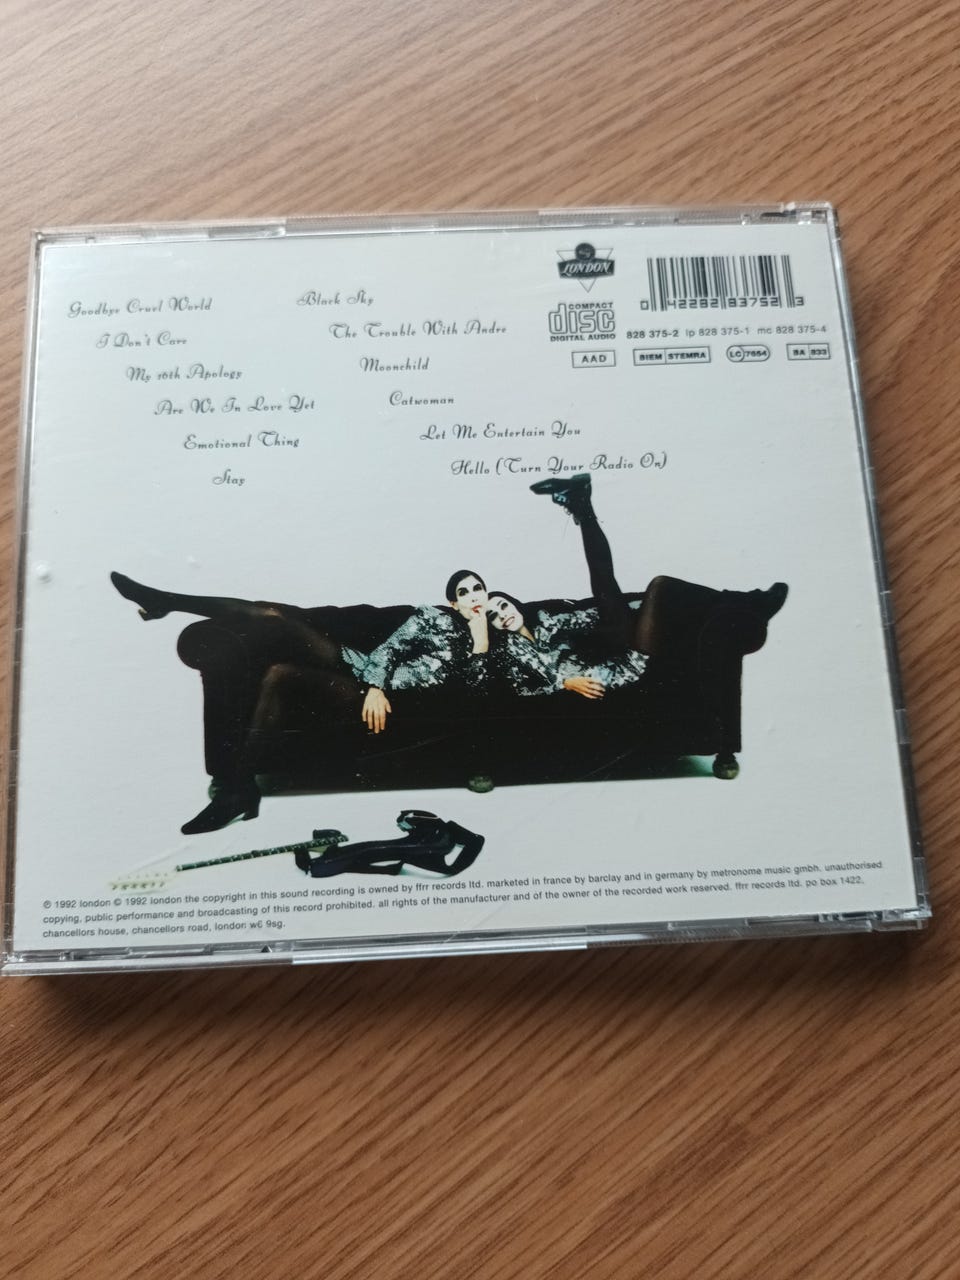 Goodbye Cruel World
I Don't Care
My 16th Apology
Are We In Love Yet
Emotional Thing
Stay
Black Sky
The Trouble With Andre
Moonchild
Catwoman
Let Me Entertain You
Hello (Turn Your Radio On)
LONDON
COMPACT
disc
DIGITAL AUDIO
0 42282 83752 3
828 375-2 lp 828 375-1 mc 828 375-4
AAD
BIEM STEMRA
LC 7654
BA 833
℗ 1992 london © 1992 london the copyright in this sound recording is owned by ffrr records ltd. marketed in france by barclay and in germany by metronome music gmbh. unauthorised
copying, public performance and broadcasting of this record prohibited. all rights of the manufacturer and of the owner of the recorded work reserved. ffrr records ltd. po box 1422,
chancellors house, chancellors road, london w6 9sg.